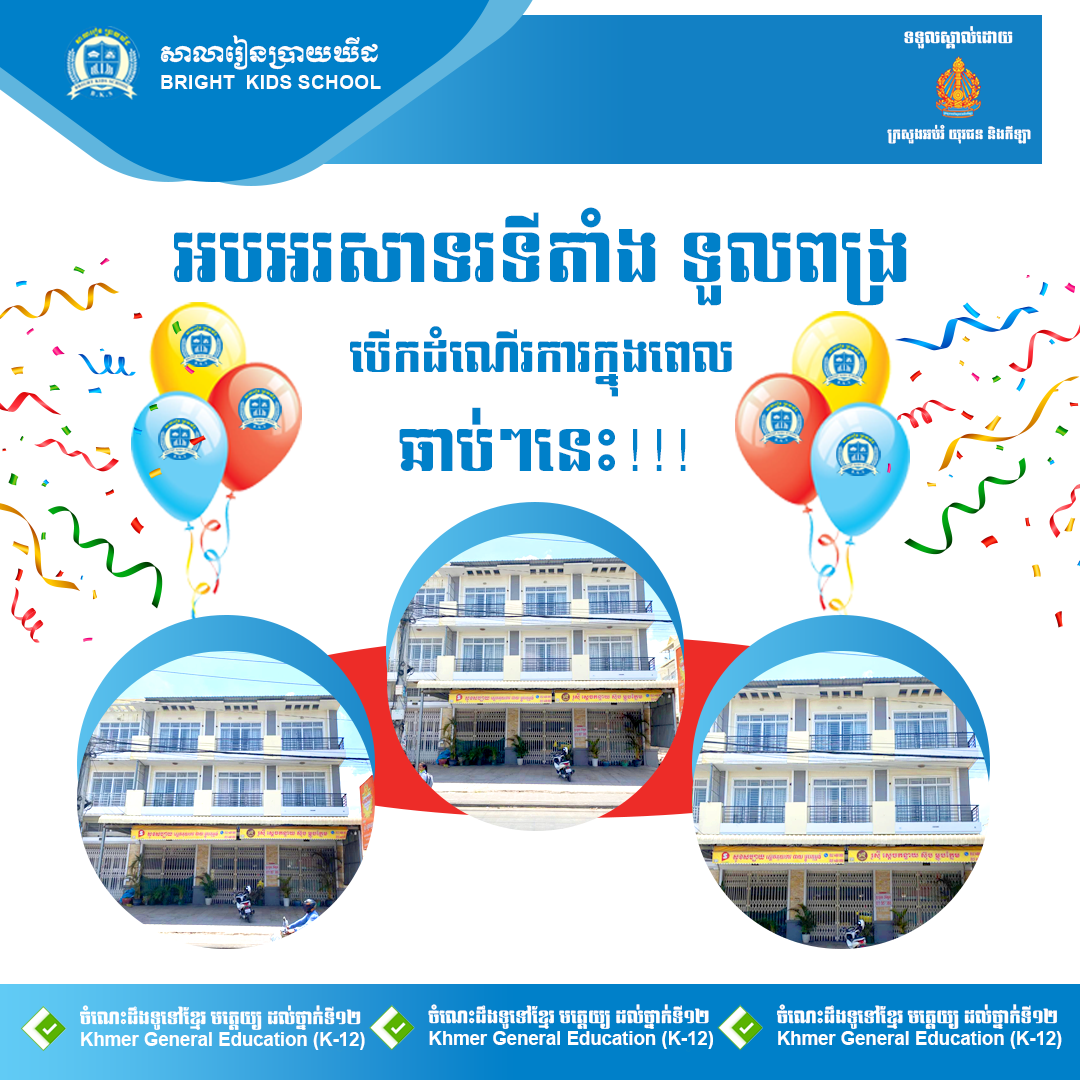 សាលារៀនប្រាយឃីដ
BRIGHT KIDS SCHOOL
ទទួលស្គាល់ដោយ
ក្រសួងអប់រំ យុវជន និងកីឡា
អបអរសាទរទីតាំង ទួលពង្រ
បើកដំណើរការក្នុងពេល
ឆាប់ៗនេះ!!!
ចំណេះដឹងទូទៅខ្មែរ មត្តេយ្យ ដល់ថ្នាក់ទី១២
Khmer General Education (K-12)
ចំណេះដឹងទូទៅខ្មែរ មត្តេយ្យ ដល់ថ្នាក់ទី១២
Khmer General Education (K-12)
ចំណេះដឹងទូទៅខ្មែរ មត្តេយ្យ ដល់ថ្នាក់ទី១២
Khmer General Education (K-12)